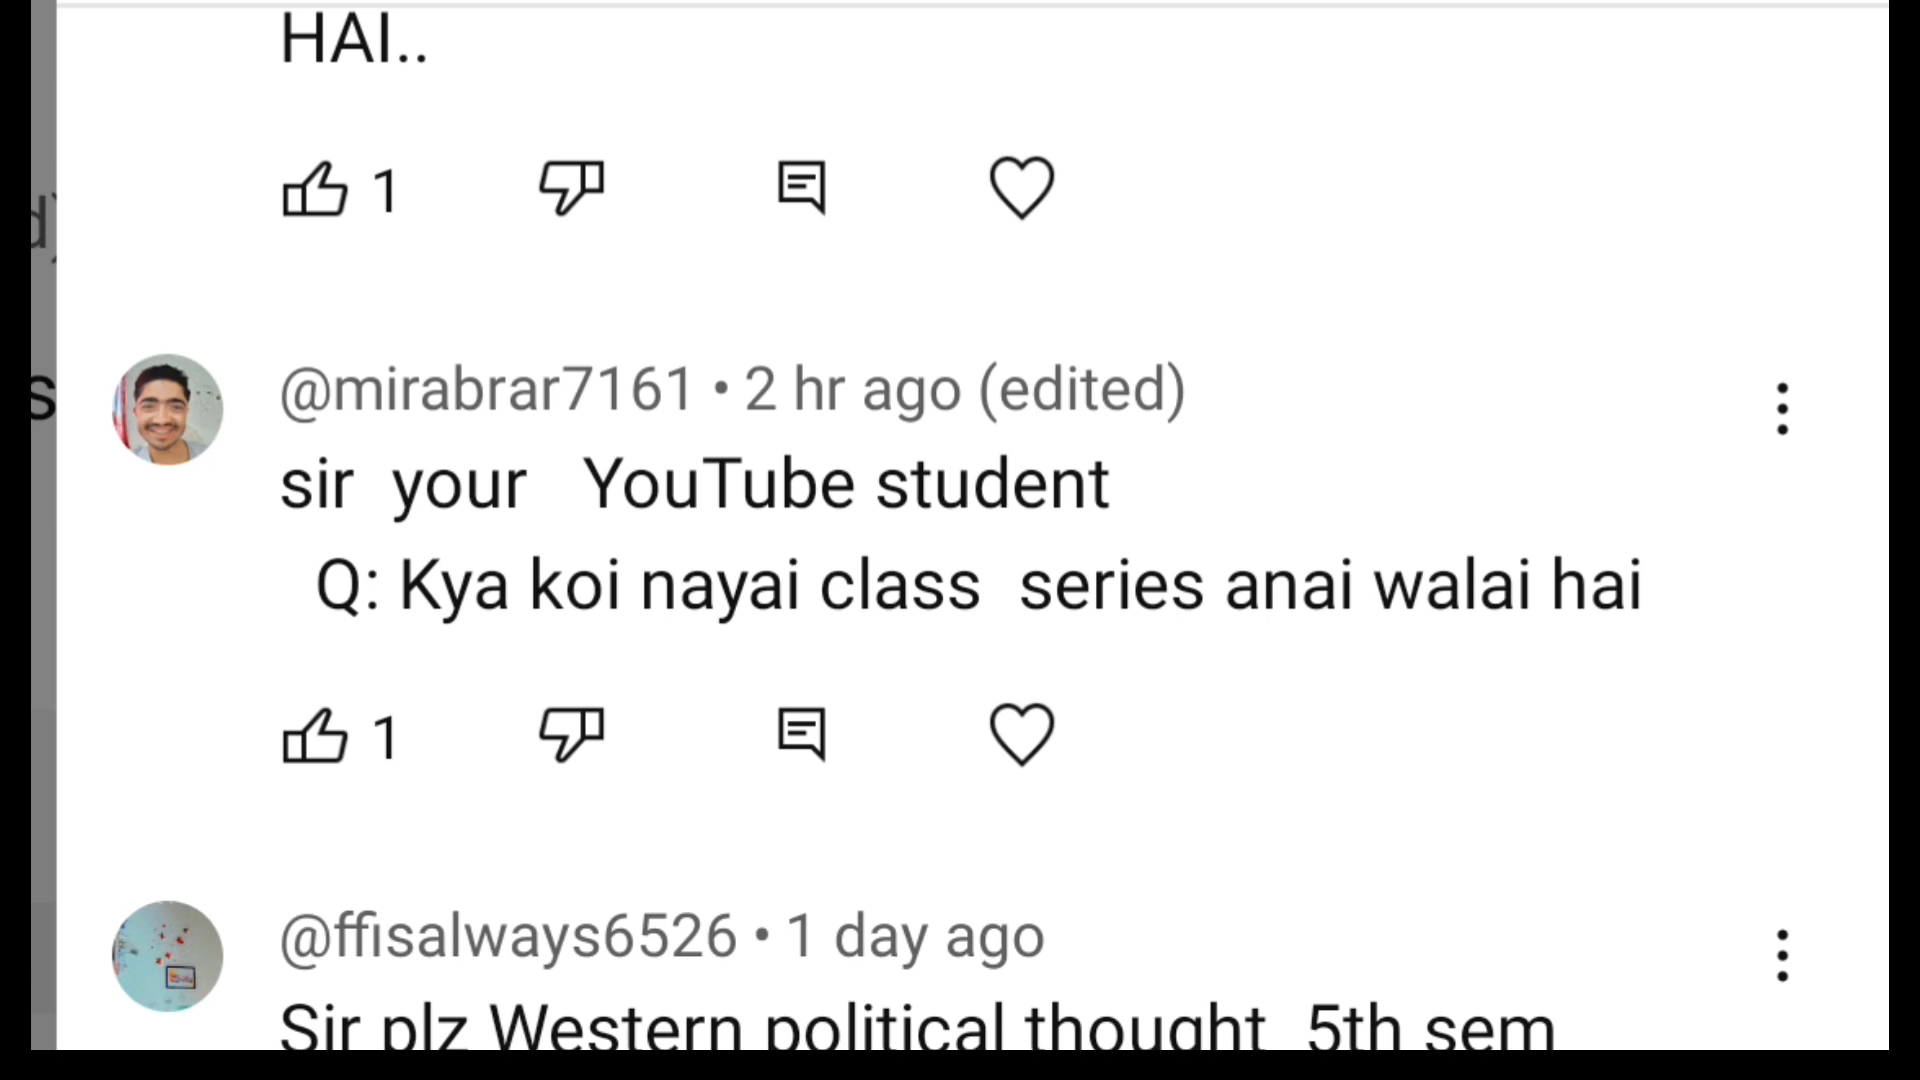 HAI..
1
@mirabrar7161 • 2 hr ago (edited)
sir your YouTube student
Q: Kya koi nayai class series anai walai hai
1
@ffisalways6526 • 1 day ago
Sir plz Western political thought 5th sem